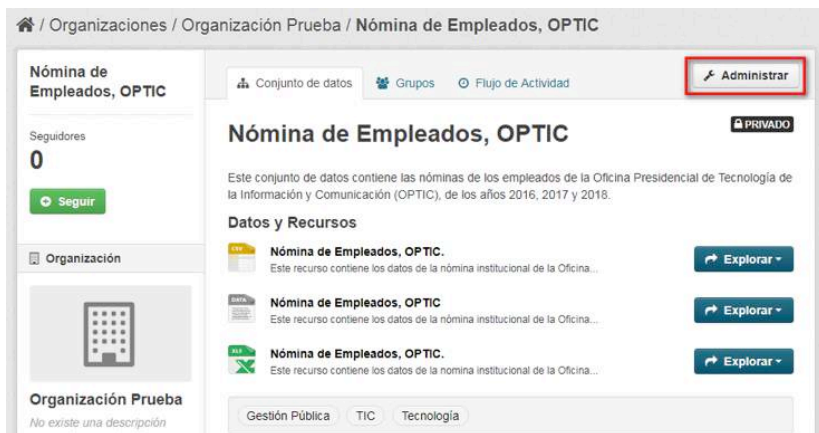 / Organizaciones / Organización Prueba / Nómina de Empleados, OPTIC
Nómina de
Empleados, OPTIC
Seguidores
0
Seguir
Organización
Organización Prueba
No existe una descripción
Conjunto de datos
Grupos
Flujo de Actividad
Administrar
Nómina de Empleados, OPTIC
PRIVADO
Este conjunto de datos contiene las nóminas de los empleados de la Oficina Presidencial de Tecnología de
la Información y Comunicación (OPTIC), de los años 2016, 2017 y 2018.
Datos y Recursos
CSV
Nómina de Empleados, OPTIC.
Este recurso contiene los datos de la nómina institucional de la Oficina...
Explorar
DATA
Nómina de Empleados, OPTIC
Este recurso contiene los datos de la nómina institucional de la Oficina...
Explorar
XLS
Nómina de Empleados, OPTIC.
Este recurso contiene los datos de la nomina institucional de la Oficina...
Explorar
Gestión Pública
TIC
Tecnología